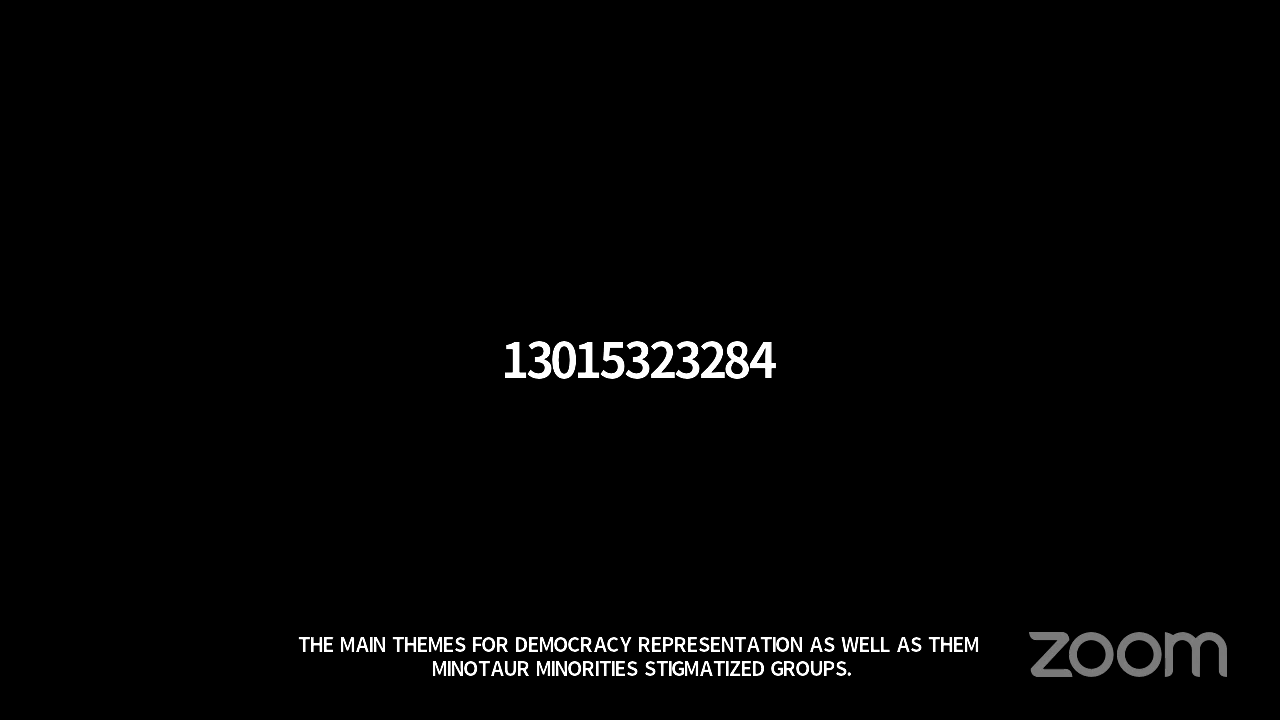 13015323284
THE MAIN THEMES FOR DEMOCRACY REPRESENTATION AS WELL AS THEM
MINOTAUR MINORITIES STIGMATIZED GROUPS.
zoom